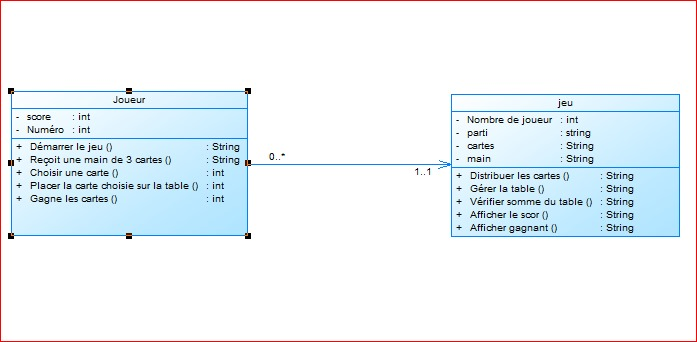 Joueur
- score : int
- Numéro : int
+ Démarrer le jeu () : String
+ Reçoit une main de 3 cartes () : String
+ Choisir une carte () : int
+ Placer la carte choisie sur la table () : int
+ Gagne les cartes () : int
0..*
1..1
jeu
- Nombre de joueur : int
- parti : string
- cartes : String
- main : String
+ Distribuer les cartes () : String
+ Gérer la table () : String
+ Vérifier somme du table () : String
+ Afficher le scor () : String
+ Afficher gagnant () : String